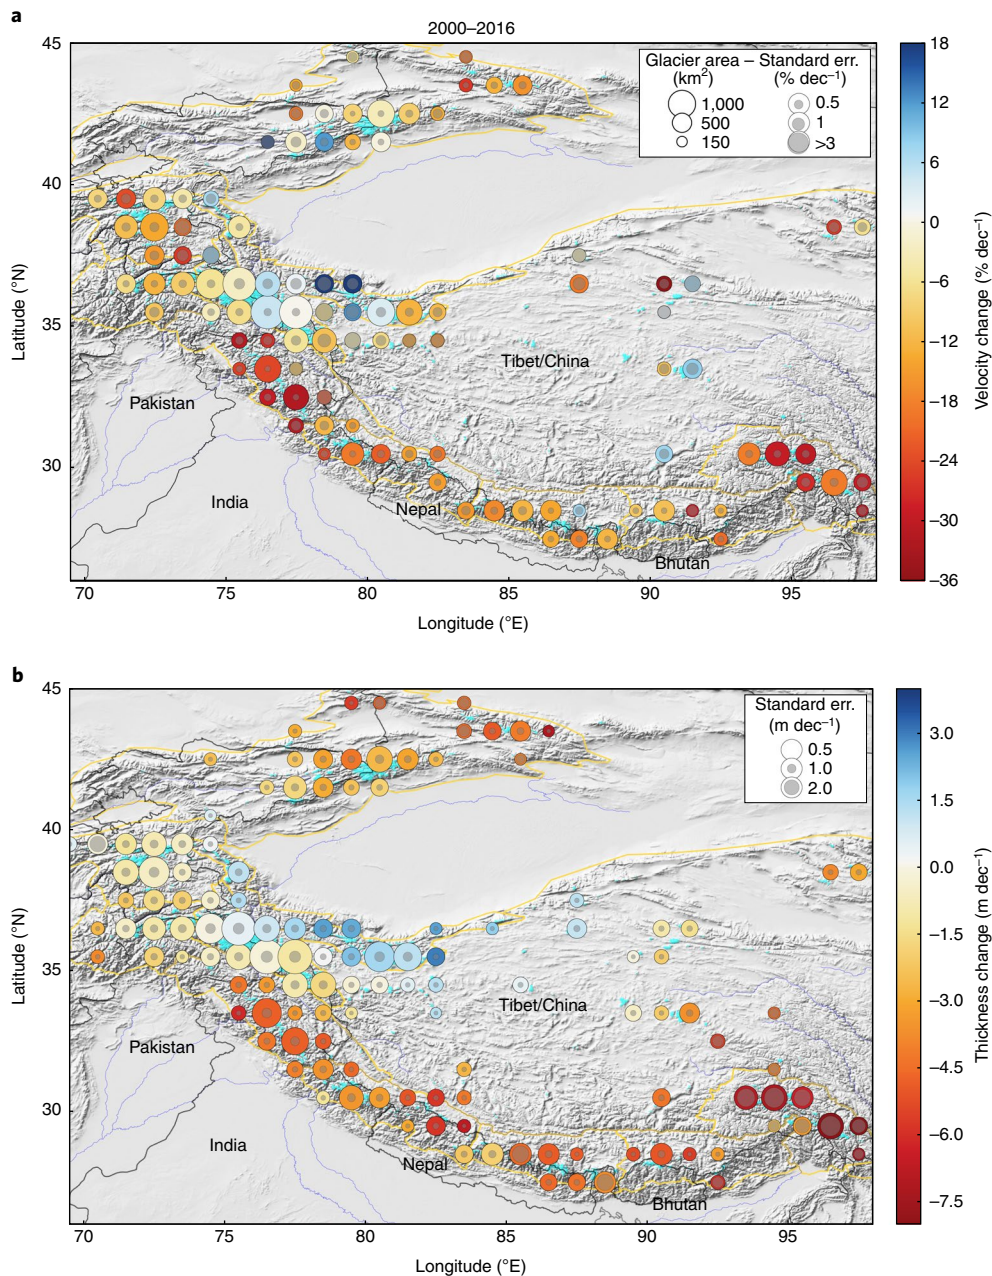 a
2000–2016
45
40
35
30
70
75
80
85
90
95
Latitude (°N)
Longitude (°E)
Glacier area – Standard err.
(km²) (% dec⁻¹)
1,000 0.5
500 1
150 >3
Tibet/China
Pakistan
India
Nepal
Bhutan
18
12
6
0
–6
–12
–18
–24
–30
–36
Velocity change (% dec⁻¹)
b
45
40
35
30
70
75
80
85
90
95
Latitude (°N)
Longitude (°E)
Standard err.
(m dec⁻¹)
0.5
1.0
2.0
Tibet/China
Pakistan
India
Nepal
Bhutan
3.0
1.5
0.0
–1.5
–3.0
–4.5
–6.0
–7.5
Thickness change (m dec⁻¹)